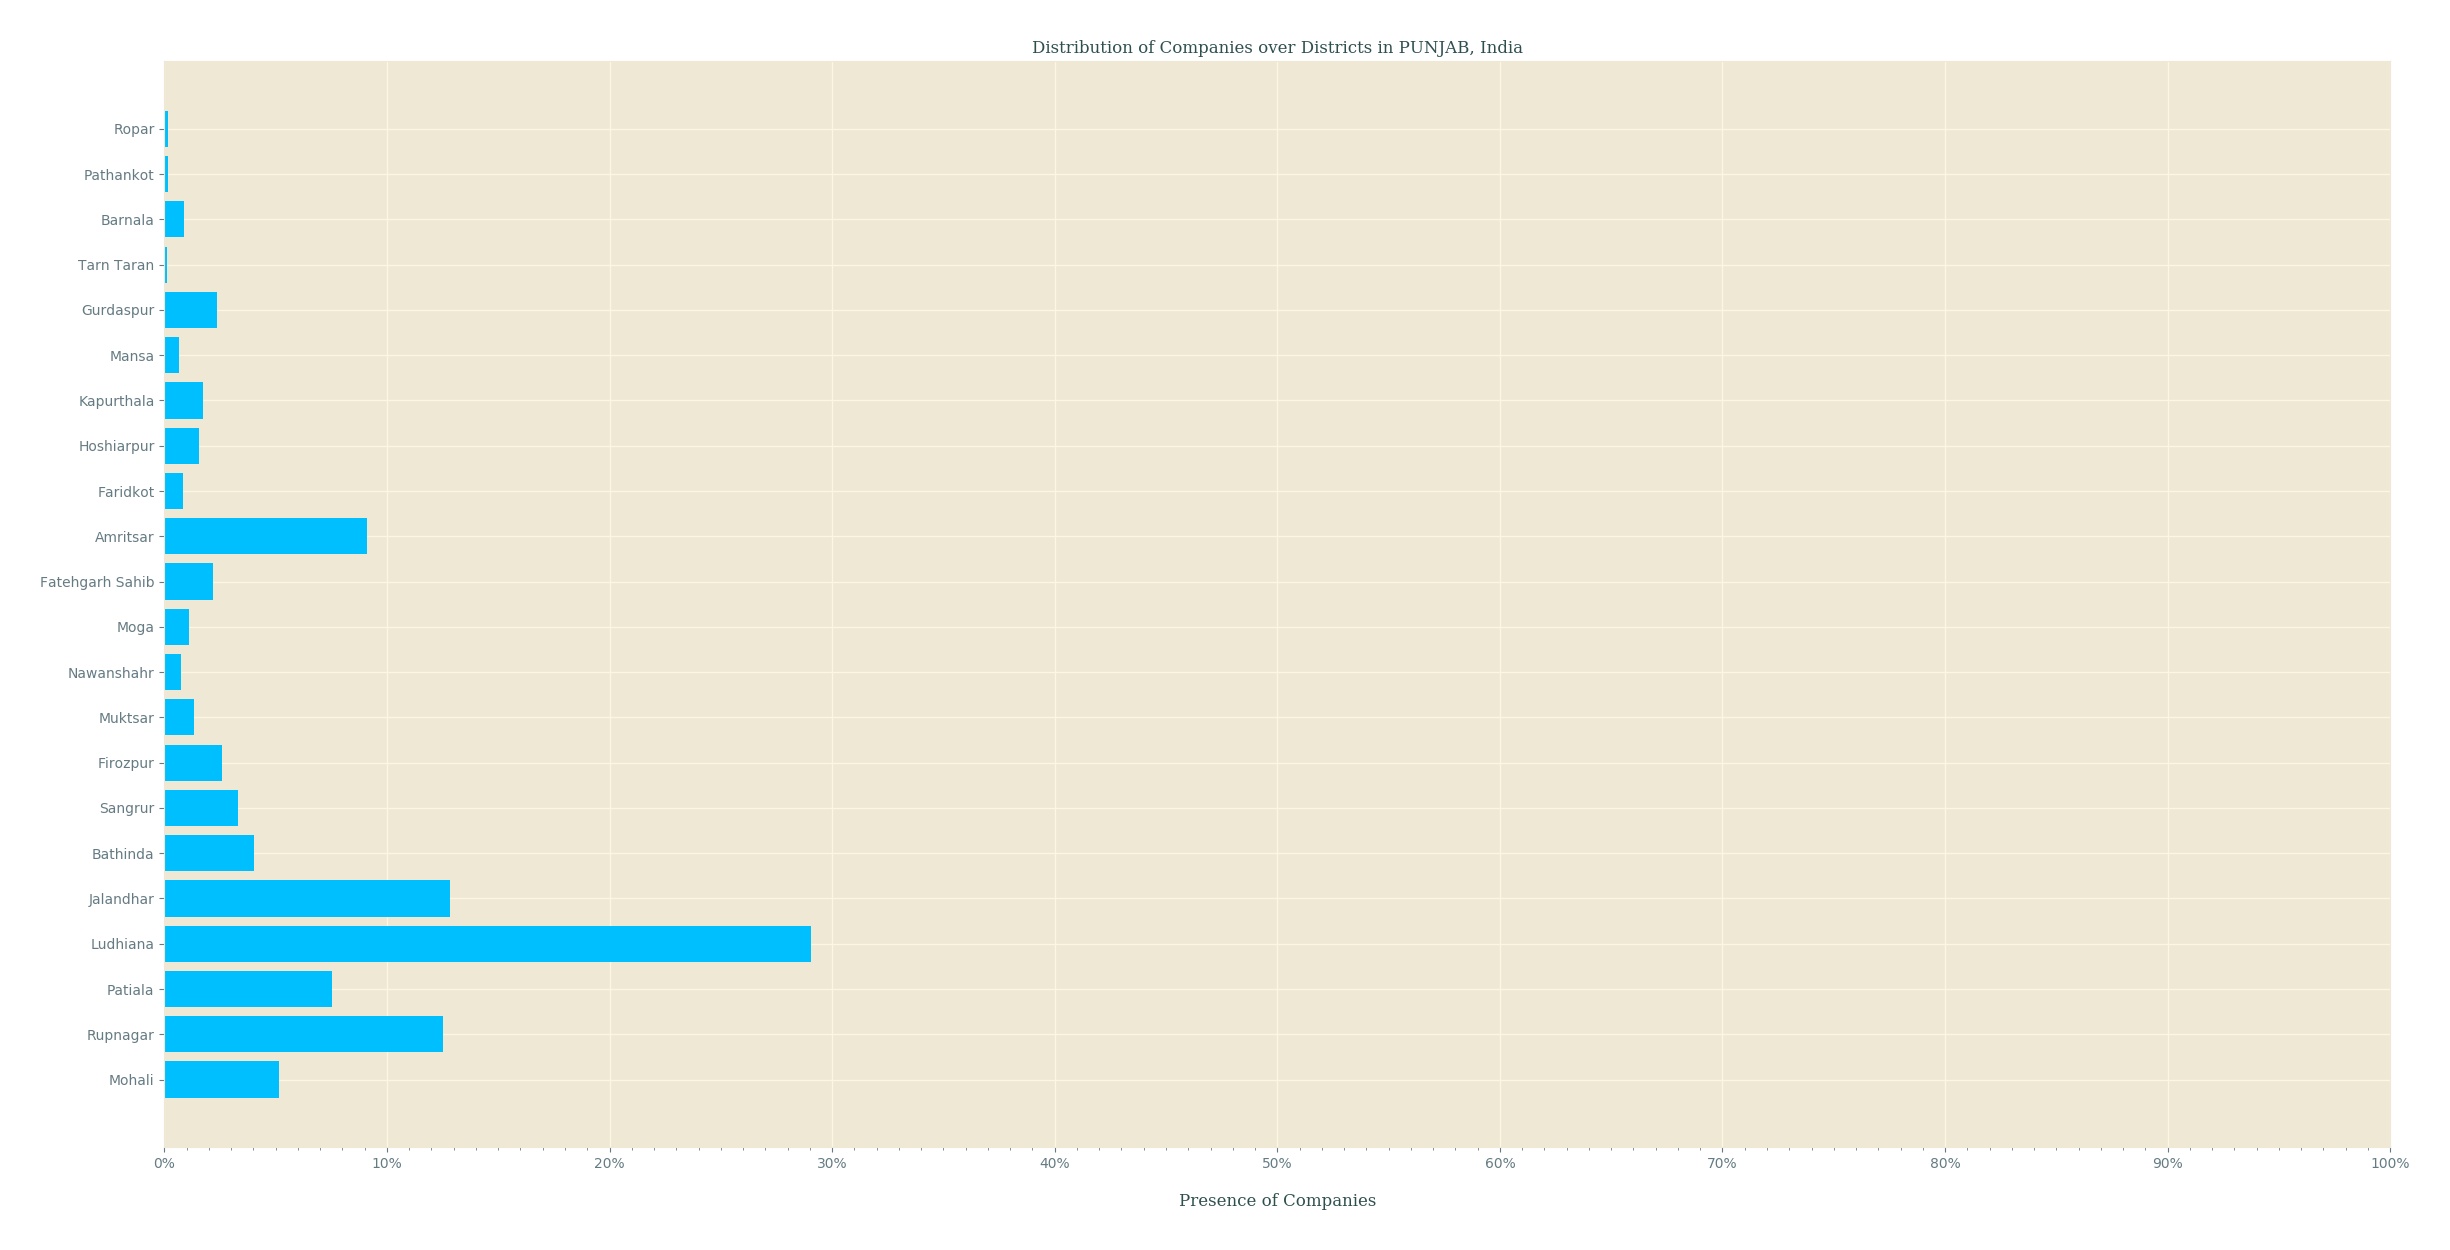 Distribution of Companies over Districts in PUNJAB, India
Ropar
Pathankot
Barnala
Tarn Taran
Gurdaspur
Mansa
Kapurthala
Hoshiarpur
Faridkot
Amritsar
Fatehgarh Sahib
Moga
Nawanshahr
Muktsar
Firozpur
Sangrur
Bathinda
Jalandhar
Ludhiana
Patiala
Rupnagar
Mohali
0% 10% 20% 30% 40% 50% 60% 70% 80% 90% 100%
Presence of Companies